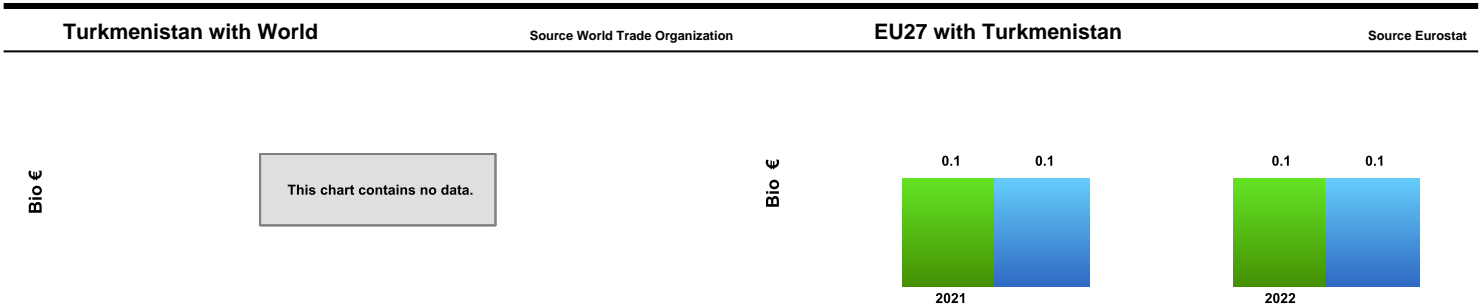 Turkmenistan with World
Source World Trade Organization
Bio €
This chart contains no data.
EU27 with Turkmenistan
Source Eurostat
Bio €
0.1 0.1 0.1 0.1
2021 2022